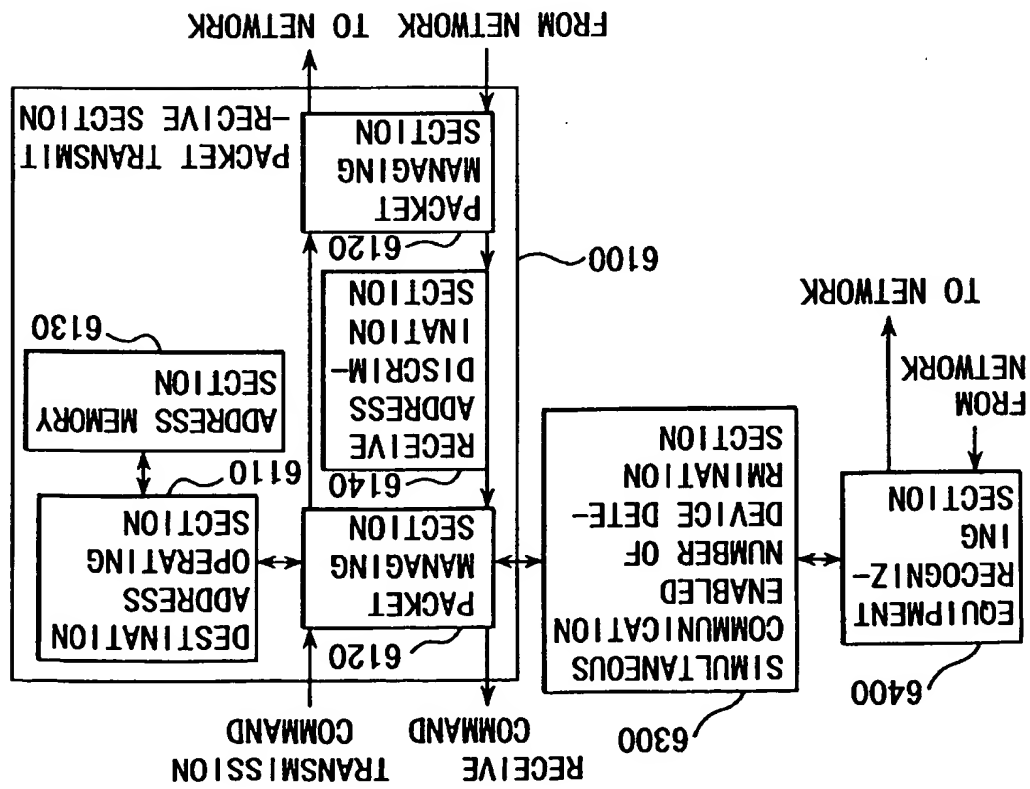 RECEIVE
COMMAND
TRANSMISSION
COMMAND
6400
EQUIPMENT
RECOGNIZ-
ING
SECTION
FROM
NETWORK
TO NETWORK
6300
SIMULTANEOUS
COMMUNICATION
ENABLED
NUMBER OF
DEVICE DETE-
RMINATION
SECTION
6120
PACKET
MANAGING
SECTION
DESTINATION
ADDRESS
OPERATING
SECTION
6110
6140
RECEIVE
ADDRESS
DISCRIM-
INATION
SECTION
ADDRESS MEMORY
SECTION
6130
6100
6120
PACKET
MANAGING
SECTION
PACKET TRANSMIT
-RECIVE SECTION
FROM NETWORK
TO NETWORK